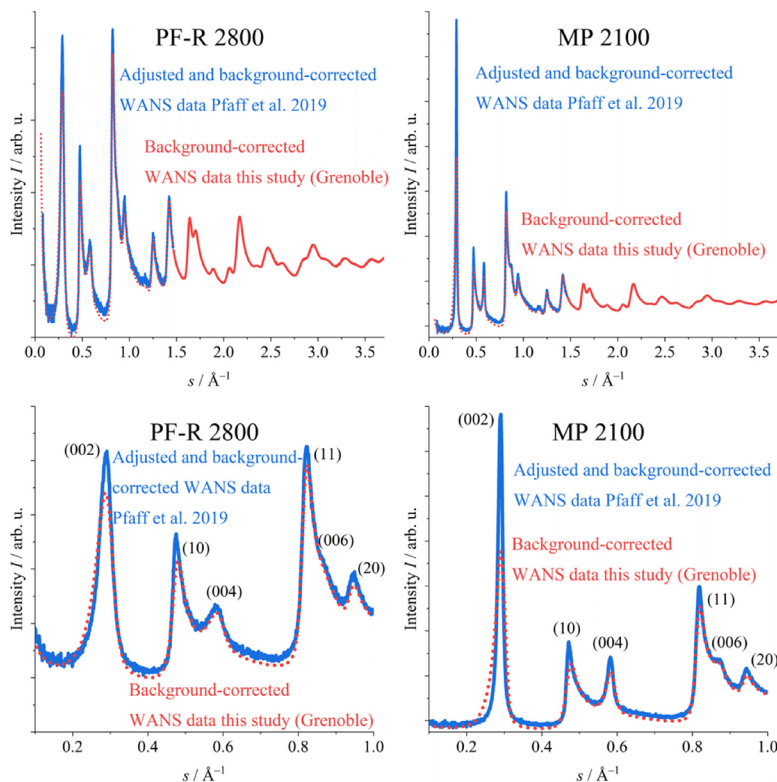 PF-R 2800
Adjusted and background-corrected
WANS data Pfaff et al. 2019
Background-corrected
WANS data this study (Grenoble)
Intensity I / arb. u.
0.0 0.5 1.0 1.5 2.0 2.5 3.0 3.5
s / Å⁻¹
MP 2100
Adjusted and background-corrected
WANS data Pfaff et al. 2019
Background-corrected
WANS data this study (Grenoble)
Intensity I / arb. u.
0.0 0.5 1.0 1.5 2.0 2.5 3.0 3.5
s / Å⁻¹
PF-R 2800
(002)
Adjusted and background-
corrected WANS data
Pfaff et al. 2019
(11)
(10)
(006)
(004)
(20)
Background-corrected
WANS data this study (Grenoble)
Intensity I / arb. u.
0.2 0.4 0.6 0.8 1.0
s / Å⁻¹
(002)
MP 2100
Adjusted and background-corrected
WANS data Pfaff et al. 2019
Background-corrected
WANS data this study (Grenoble)
(11)
(10)
(004)
(006)
(20)
Intensity I / arb. u.
0.2 0.4 0.6 0.8 1.0
s / Å⁻¹